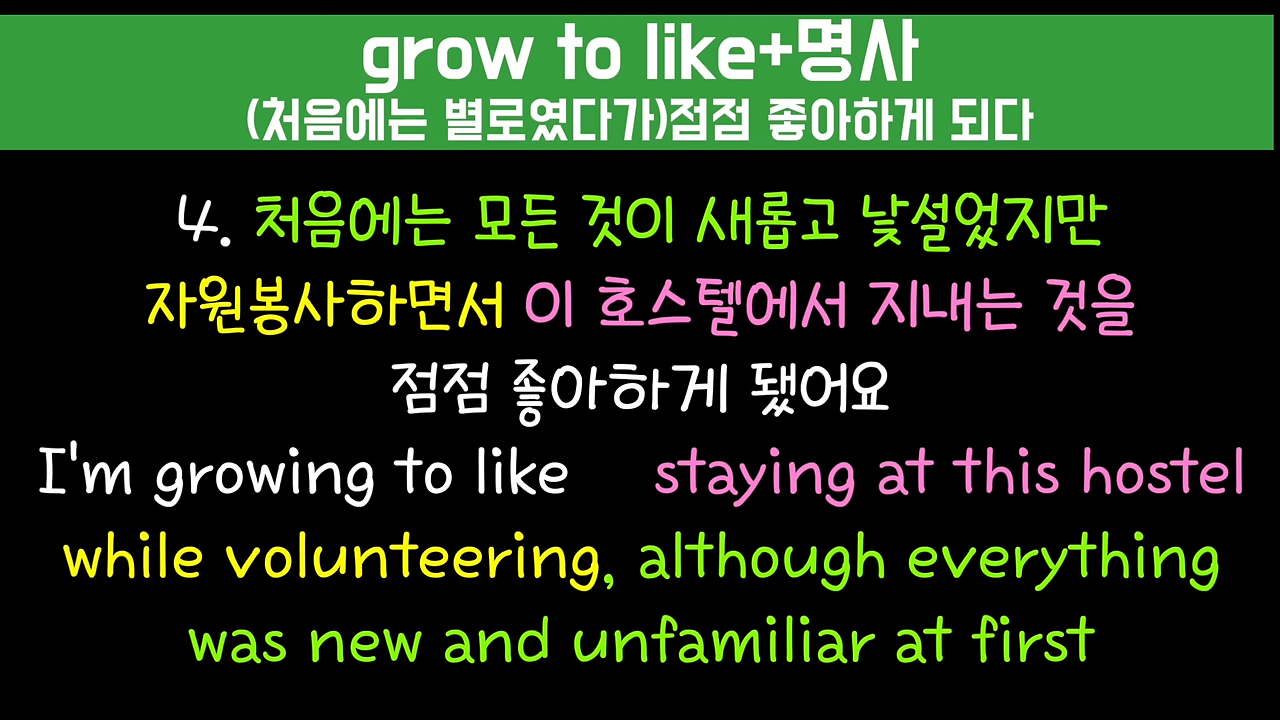 grow to like+명사
(처음에는 별로였다가)점점 좋아하게 되다
4. 처음에는 모든 것이 새롭고 낯설었지만
자원봉사하면서 이 호스텔에서 지내는 것을
점점 좋아하게 됐어요
I'm growing to like staying at this hostel
while volunteering, although everything
was new and unfamiliar at first